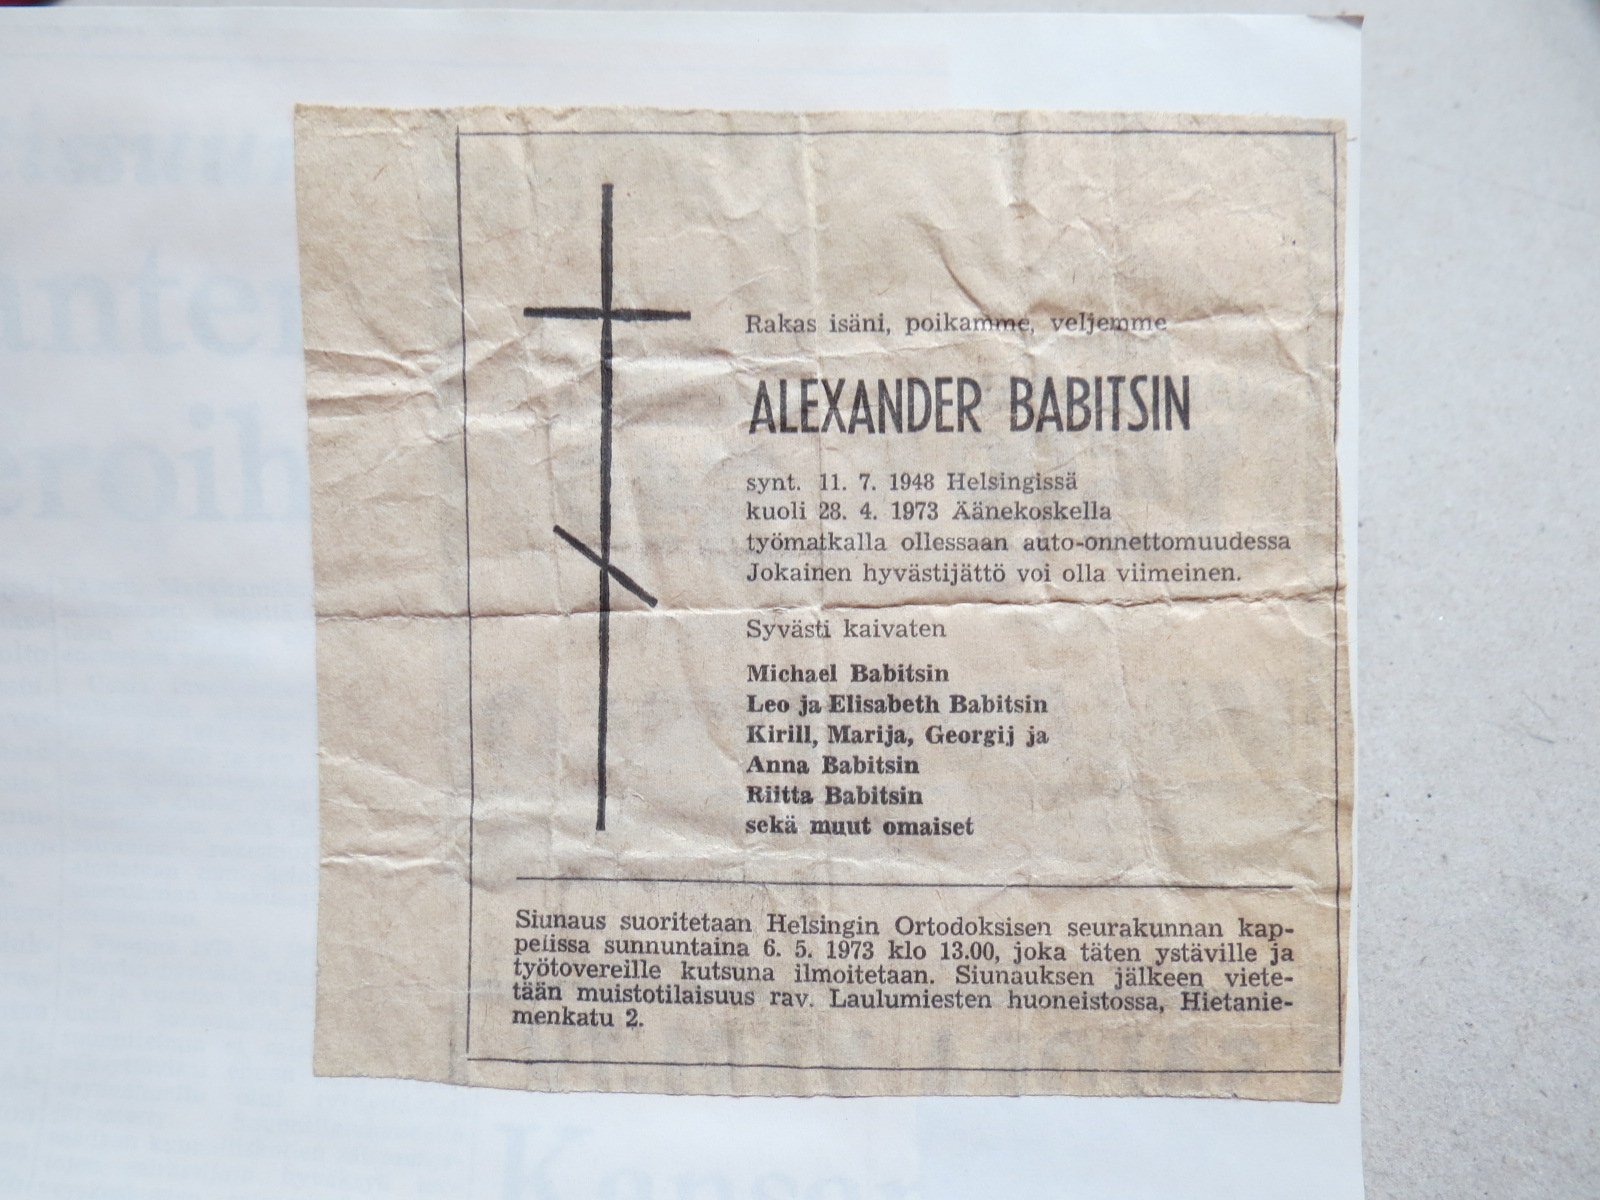 Rakas isäni, poikamme, veljemme
ALEXANDER BABITSIN
synt. 11. 7. 1948 Helsingissä
kuoli 28. 4. 1973 Äänekoskella
työmatkalla ollessaan auto-onnettomuudessa
Jokainen hyvästijättö voi olla viimeinen.
Syvästi kaivaten
Michael Babitsin
Leo ja Elisabeth Babitsin
Kirill, Marija, Georgij ja
Anna Babitsin
Riitta Babitsin
sekä muut omaiset
Siunaus suoritetaan Helsingin Ortodoksisen seurakunnan kap-
pelissa sunnuntaina 6. 5. 1973 klo 13.00, joka täten ystäville ja
työtovereille kutsuna ilmoitetaan. Siunauksen jälkeen viete-
tään muistotilaisuus rav. Laulumiesten huoneistossa, Hietanie-
menkatu 2.